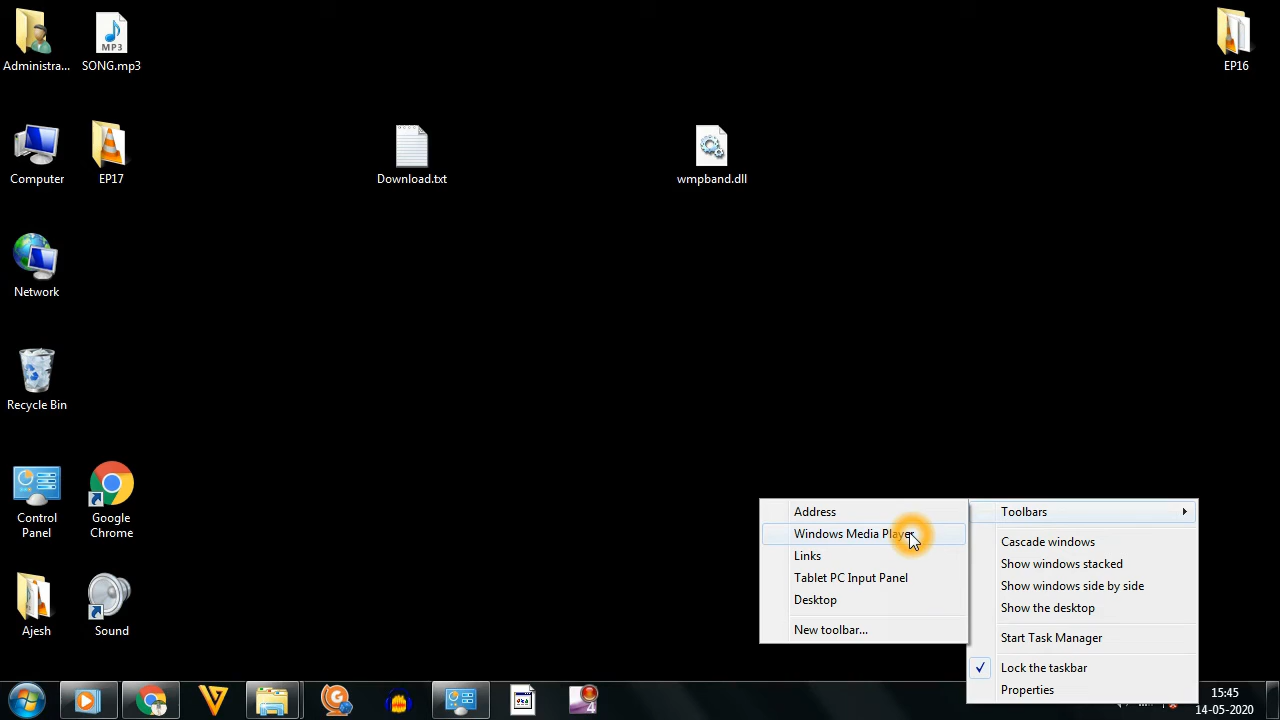 Administra...
MP3
SONG.mp3
EP16
Computer
EP17
Download.txt
wmpband.dll
Network
Recycle Bin
Control
Panel
Google
Chrome
Ajesh
Sound
Address
Windows Media Player
Links
Tablet PC Input Panel
Desktop
New toolbar...
Toolbars
Cascade windows
Show windows stacked
Show windows side by side
Show the desktop
Start Task Manager
Lock the taskbar
Properties
4
15:45
14-05-2020